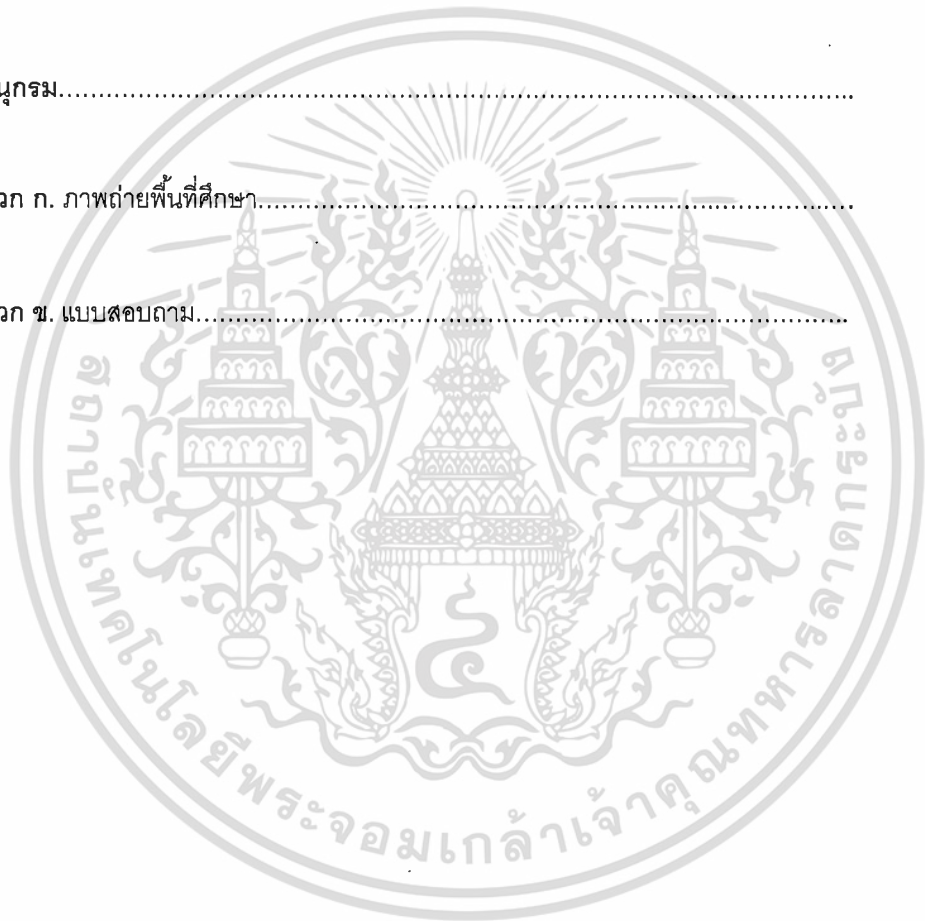 นุกรม
วก ก. ภาพถ่ายพื้นที่ศึกษา
วก ข. แบบสอบถาม
สถาบันเทคโนโลยีพระจอมเกล้าเจ้าคุณทหารลาดกระบัง
๔